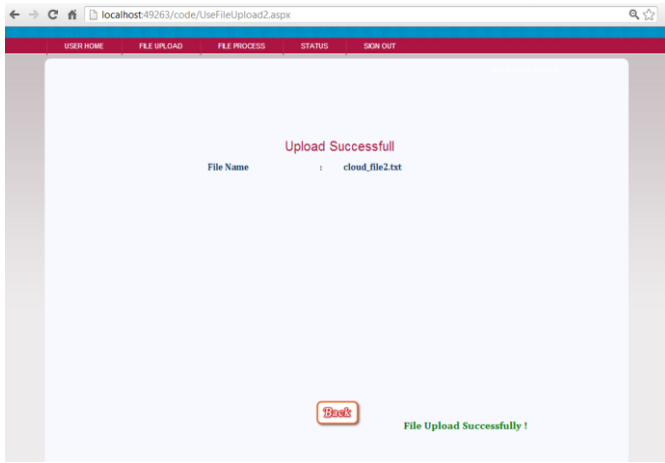 localhost:49263/code/UseFileUpload2.aspx
USER HOME FILE UPLOAD FILE PROCESS STATUS SIGN OUT
Upload Successfull
File Name : cloud_file2.txt
Back
File Upload Successfully !